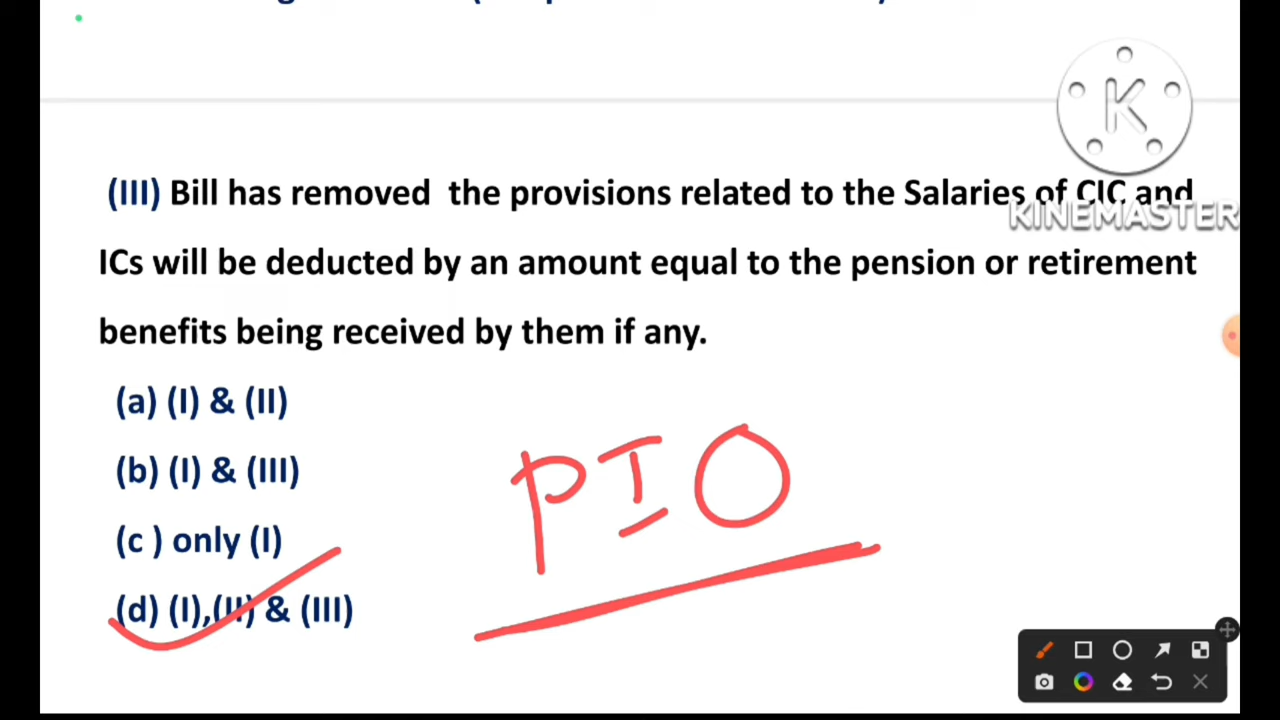 (III) Bill has removed the provisions related to the Salaries of CIC and
KINEMASTER
ICs will be deducted by an amount equal to the pension or retirement
benefits being received by them if any.
(a) (I) & (II)
(b) (I) & (III)
(c ) only (I)
(d) (I),(II) & (III)
PIO